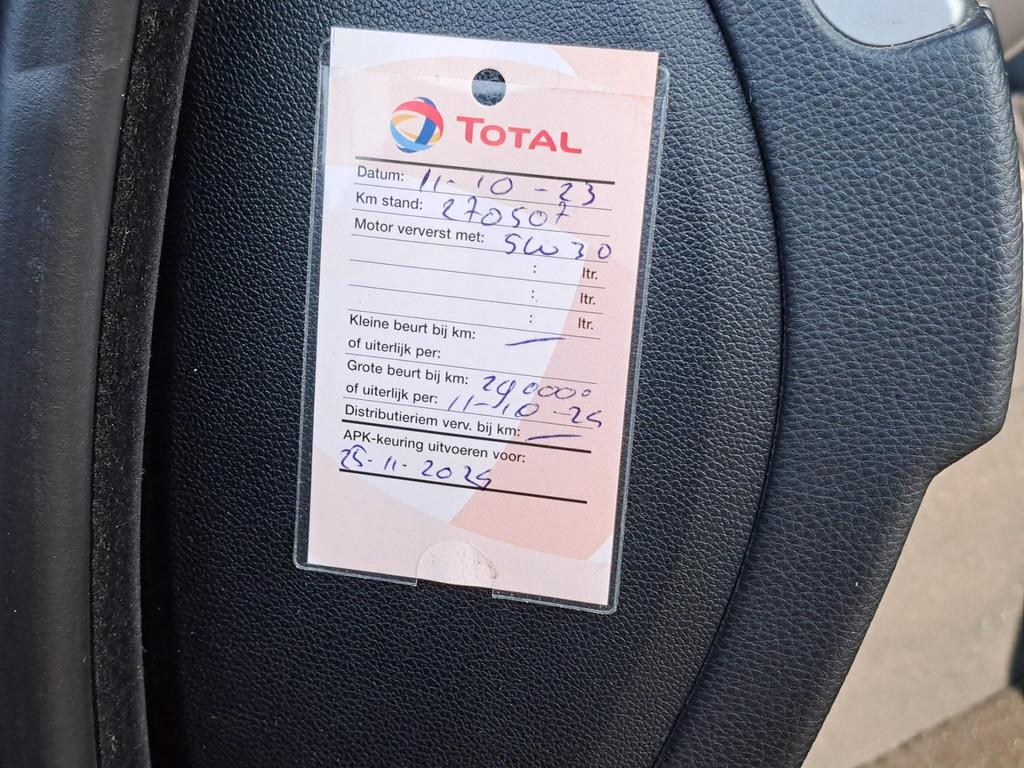 TOTAL
Datum: 11-10-23
Km stand: 270507
Motor ververst met: 5W30
: ltr.
: ltr.
: ltr.
Kleine beurt bij km: —
of uiterlijk per:
Grote beurt bij km: 290000
of uiterlijk per: 11-10-24
Distributieriem verv. bij km: —
APK-keuring uitvoeren voor:
25-11-2024